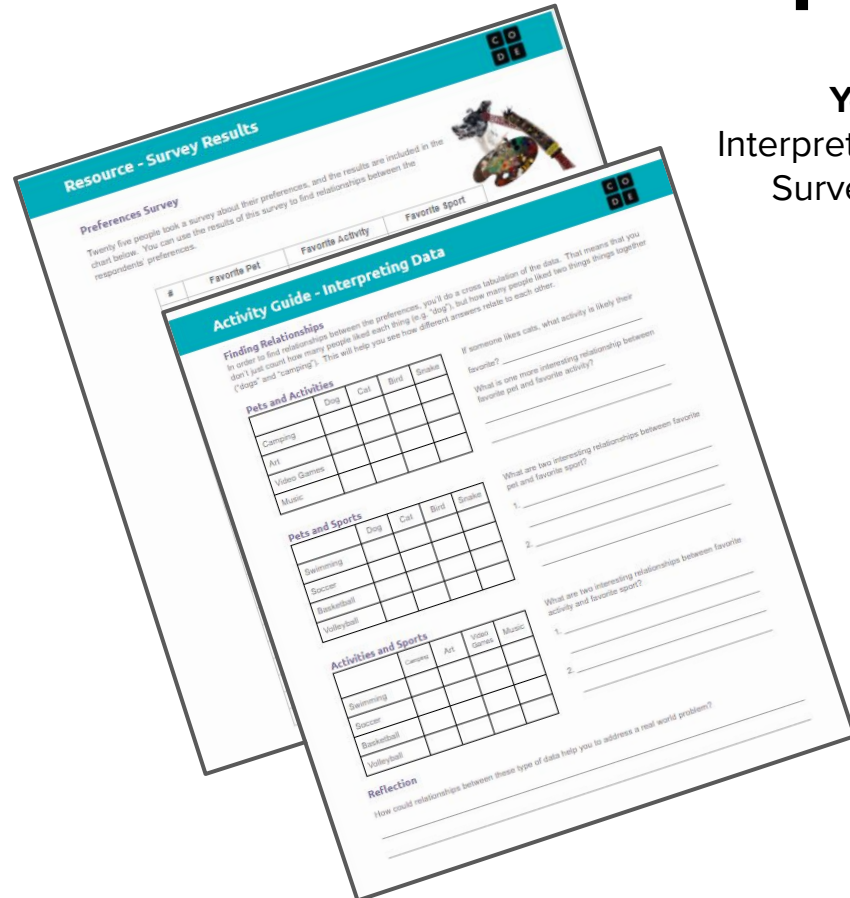 Y
Interpret
Surve
CO
DE
Resource - Survey Results
Preferences Survey
Twenty five people took a survey about their preferences, and the results are included in the
chart below. You can use the results of this survey to find relationships between the
respondents' preferences.
# Favorite Pet Favorite Activity Favorite Sport
CO
DE
Activity Guide - Interpreting Data
Finding Relationships
In order to find relationships between the preferences, you'll do a cross tabulation of the data. That means that you
don't just count how many people liked each thing (e.g. "dog"), but how many people liked two things things together
("dogs" and "camping"). This will help you see how different answers relate to each other.
Pets and Activities
Dog Cat Bird Snake
Camping
Art
Video Games
Music
If someone likes cats, what activity is likely their
favorite?
What is one more interesting relationship between
favorite pet and favorite activity?
Pets and Sports
Dog Cat Bird Snake
Swimming
Soccer
Basketball
Volleyball
What are two interesting relationships between favorite
pet and favorite sport?
1.
2.
Activities and Sports
Camping Art Video Games Music
Swimming
Soccer
Basketball
Volleyball
What are two interesting relationships between favorite
activity and favorite sport?
1.
2.
Reflection
How could relationships between these type of data help you to address a real world problem?